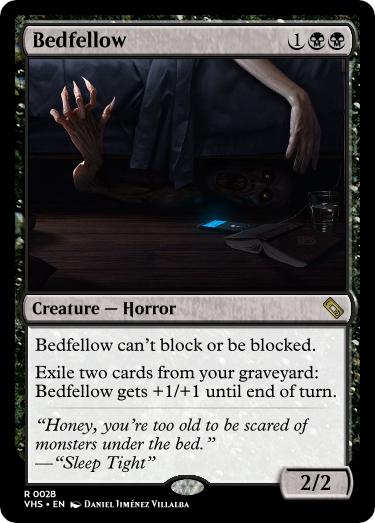 Bedfellow 1
Creature — Horror
Bedfellow can't block or be blocked.
Exile two cards from your graveyard:
Bedfellow gets +1/+1 until end of turn.
"Honey, you're too old to be scared of
monsters under the bed."
—"Sleep Tight"
2/2
R 0028
VHS • EN Daniel Jiménez Villalba